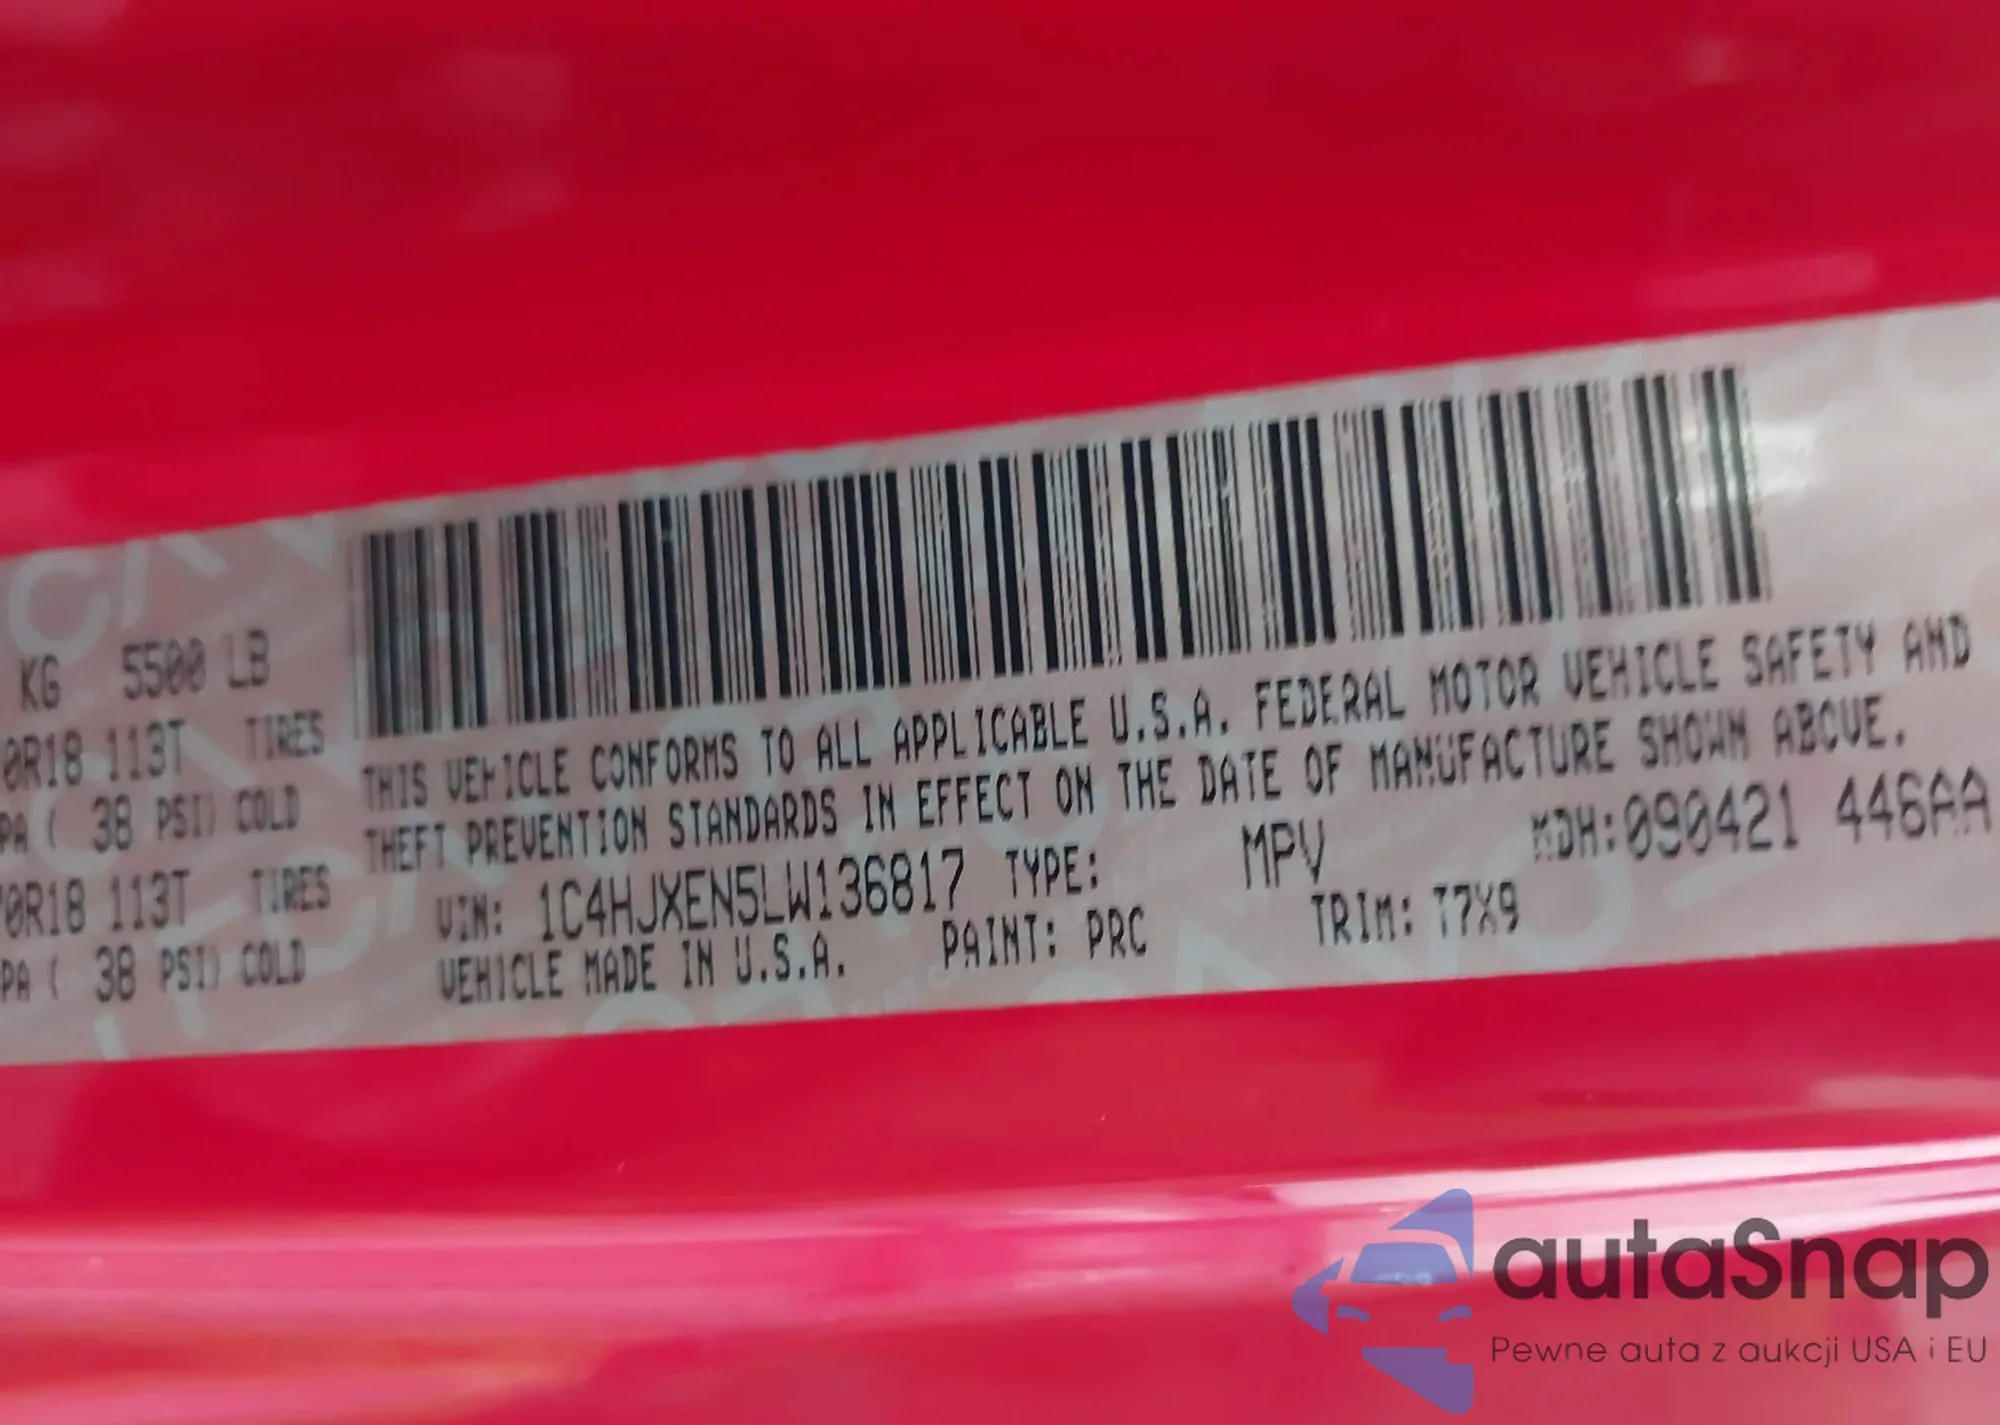 KG 5500 LB
0R18 113T TIRES
PA ( 38 PSI) COLD
70R18 113T TIRES
PA ( 38 PSI) COLD
THIS VEHICLE CONFORMS TO ALL APPLICABLE U.S.A. FEDERAL MOTOR VEHICLE SAFETY AND
THEFT PREVENTION STANDARDS IN EFFECT ON THE DATE OF MANUFACTURE SHOWN ABOVE.
VIN: 1C4HJXEN5LW136817 TYPE: MPV MDH:090421 446AA
VEHICLE MADE IN U.S.A. PAINT: PRC TRIM: T7X9
autaSnap
Pewne auta z aukcji USA i EU